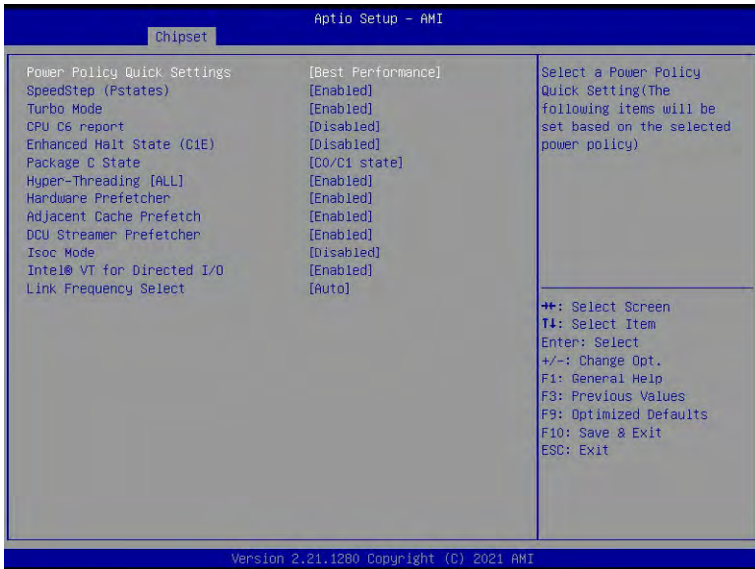 Aptio Setup - AMI
Chipset
Power Policy Quick Settings [Best Performance]
SpeedStep (Pstates) [Enabled]
Turbo Mode [Enabled]
CPU C6 report [Disabled]
Enhanced Halt State (C1E) [Disabled]
Package C State [C0/C1 state]
Hyper-Threading [ALL] [Enabled]
Hardware Prefetcher [Enabled]
Adjacent Cache Prefetch [Enabled]
DCU Streamer Prefetcher [Enabled]
Isoc Mode [Disabled]
Intel® VT for Directed I/O [Enabled]
Link Frequency Select [Auto]
Select a Power Policy
Quick Setting(The
following items will be
set based on the selected
power policy)
→←: Select Screen
↑↓: Select Item
Enter: Select
+/-: Change Opt.
F1: General Help
F3: Previous Values
F9: Optimized Defaults
F10: Save & Exit
ESC: Exit
Version 2.21.1280 Copyright (C) 2021 AMI